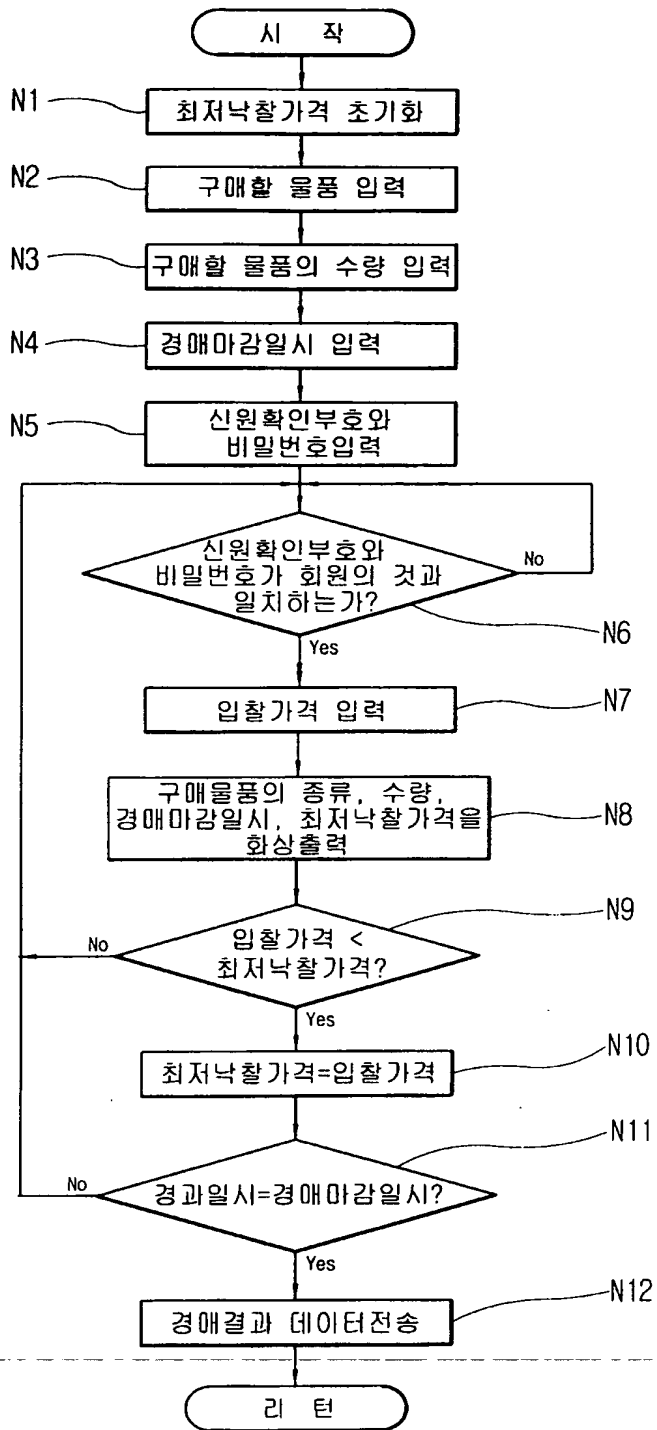 시 작
N1
최저낙찰가격 초기화
N2
구매할 물품 입력
N3
구매할 물품의 수량 입력
N4
경매마감일시 입력
N5
신원확인부호와
비밀번호입력
신원확인부호와
비밀번호가 회원의 것과
일치하는가?
No
N6
Yes
입찰가격 입력
N7
구매물품의 종류, 수량,
경매마감일시, 최저낙찰가격을
화상출력
N8
입찰가격 <
최저낙찰가격?
N9
No
Yes
최저낙찰가격=입찰가격
N10
경과일시=경매마감일시?
N11
No
Yes
경매결과 데이터전송
N12
리 턴